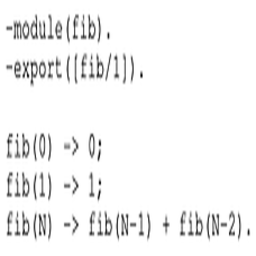 -module(fib).
-export([fib/1]).

fib(0) -> 0;
fib(1) -> 1;
fib(N) -> fib(N-1) + fib(N-2).